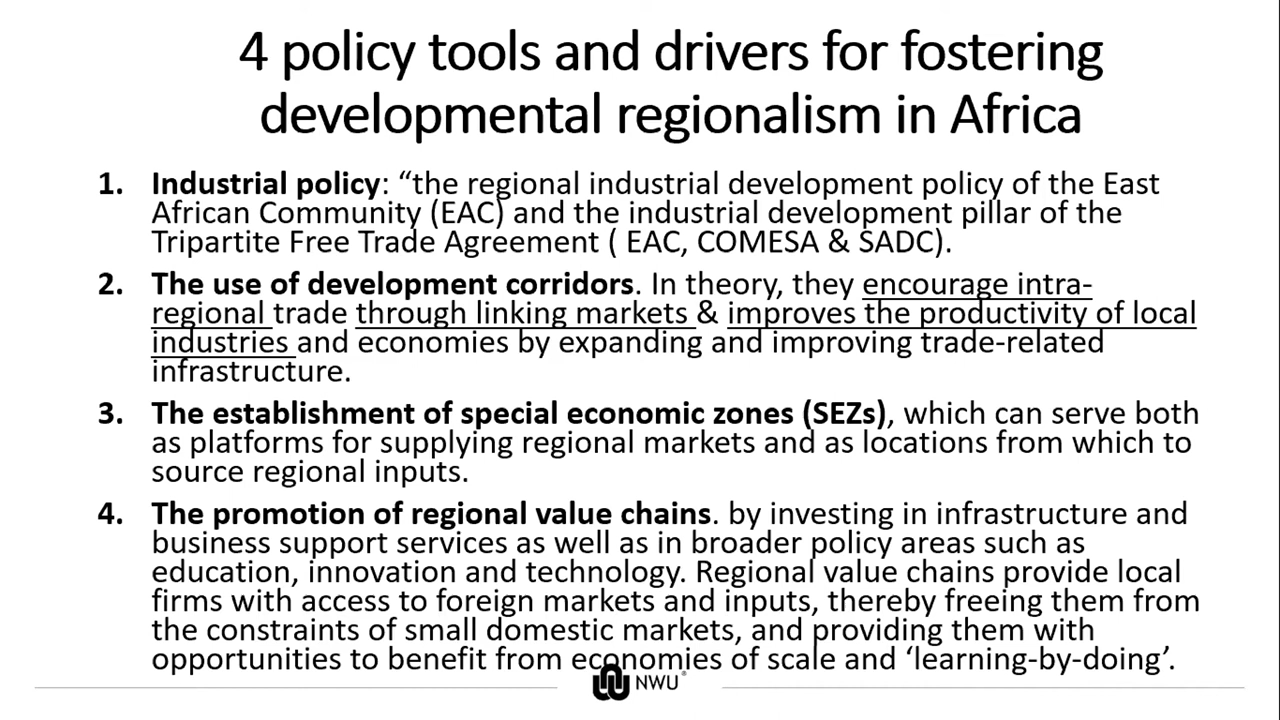 4 policy tools and drivers for fostering
developmental regionalism in Africa
1. Industrial policy: “the regional industrial development policy of the East
African Community (EAC) and the industrial development pillar of the
Tripartite Free Trade Agreement ( EAC, COMESA & SADC).
2. The use of development corridors. In theory, they encourage intra-
regional trade through linking markets & improves the productivity of local
industries and economies by expanding and improving trade-related
infrastructure.
3. The establishment of special economic zones (SEZs), which can serve both
as platforms for supplying regional markets and as locations from which to
source regional inputs.
4. The promotion of regional value chains. by investing in infrastructure and
business support services as well as in broader policy areas such as
education, innovation and technology. Regional value chains provide local
firms with access to foreign markets and inputs, thereby freeing them from
the constraints of small domestic markets, and providing them with
opportunities to benefit from economies of scale and ‘learning-by-doing’.
NWU®